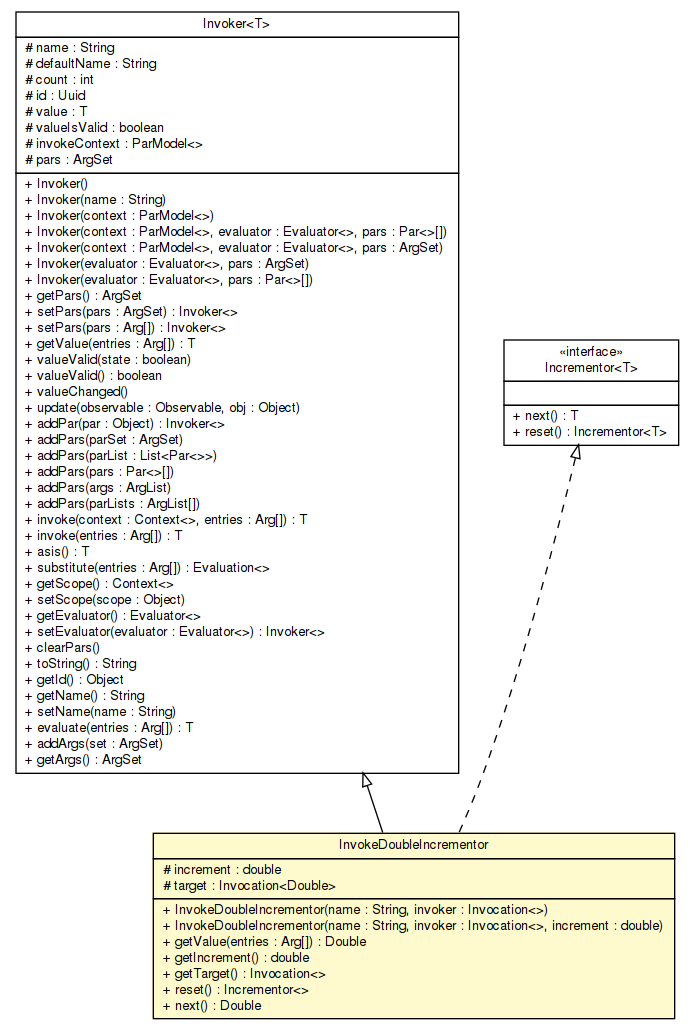 Invoker<T>
# name : String
# defaultName : String
# count : int
# id : Uuid
# value : T
# valueIsValid : boolean
# invokeContext : ParModel<>
# pars : ArgSet
+ Invoker()
+ Invoker(name : String)
+ Invoker(context : ParModel<>)
+ Invoker(context : ParModel<>, evaluator : Evaluator<>, pars : Par<>[])
+ Invoker(context : ParModel<>, evaluator : Evaluator<>, pars : ArgSet)
+ Invoker(evaluator : Evaluator<>, pars : ArgSet)
+ Invoker(evaluator : Evaluator<>, pars : Par<>[])
+ getPars() : ArgSet
+ setPars(pars : ArgSet) : Invoker<>
+ setPars(pars : Arg[]) : Invoker<>
+ getValue(entries : Arg[]) : T
+ valueValid(state : boolean)
+ valueValid() : boolean
+ valueChanged()
+ update(observable : Observable, obj : Object)
+ addPar(par : Object) : Invoker<>
+ addPars(parSet : ArgSet)
+ addPars(parList : List<Par<>>)
+ addPars(pars : Par<>[])
+ addPars(args : ArgList)
+ addPars(parLists : ArgList[])
+ invoke(context : Context<>, entries : Arg[]) : T
+ invoke(entries : Arg[]) : T
+ asis() : T
+ substitute(entries : Arg[]) : Evaluation<>
+ getScope() : Context<>
+ setScope(scope : Object)
+ getEvaluator() : Evaluator<>
+ setEvaluator(evaluator : Evaluator<>) : Invoker<>
+ clearPars()
+ toString() : String
+ getId() : Object
+ getName() : String
+ setName(name : String)
+ evaluate(entries : Arg[]) : T
+ addArgs(set : ArgSet)
+ getArgs() : ArgSet
«interface»
Incrementor<T>
+ next() : T
+ reset() : Incrementor<T>
InvokeDoubleIncrementor
# increment : double
# target : Invocation<Double>
+ InvokeDoubleIncrementor(name : String, invoker : Invocation<>)
+ InvokeDoubleIncrementor(name : String, invoker : Invocation<>, increment : double)
+ getValue(entries : Arg[]) : Double
+ getIncrement() : double
+ getTarget() : Invocation<>
+ reset() : Incrementor<>
+ next() : Double